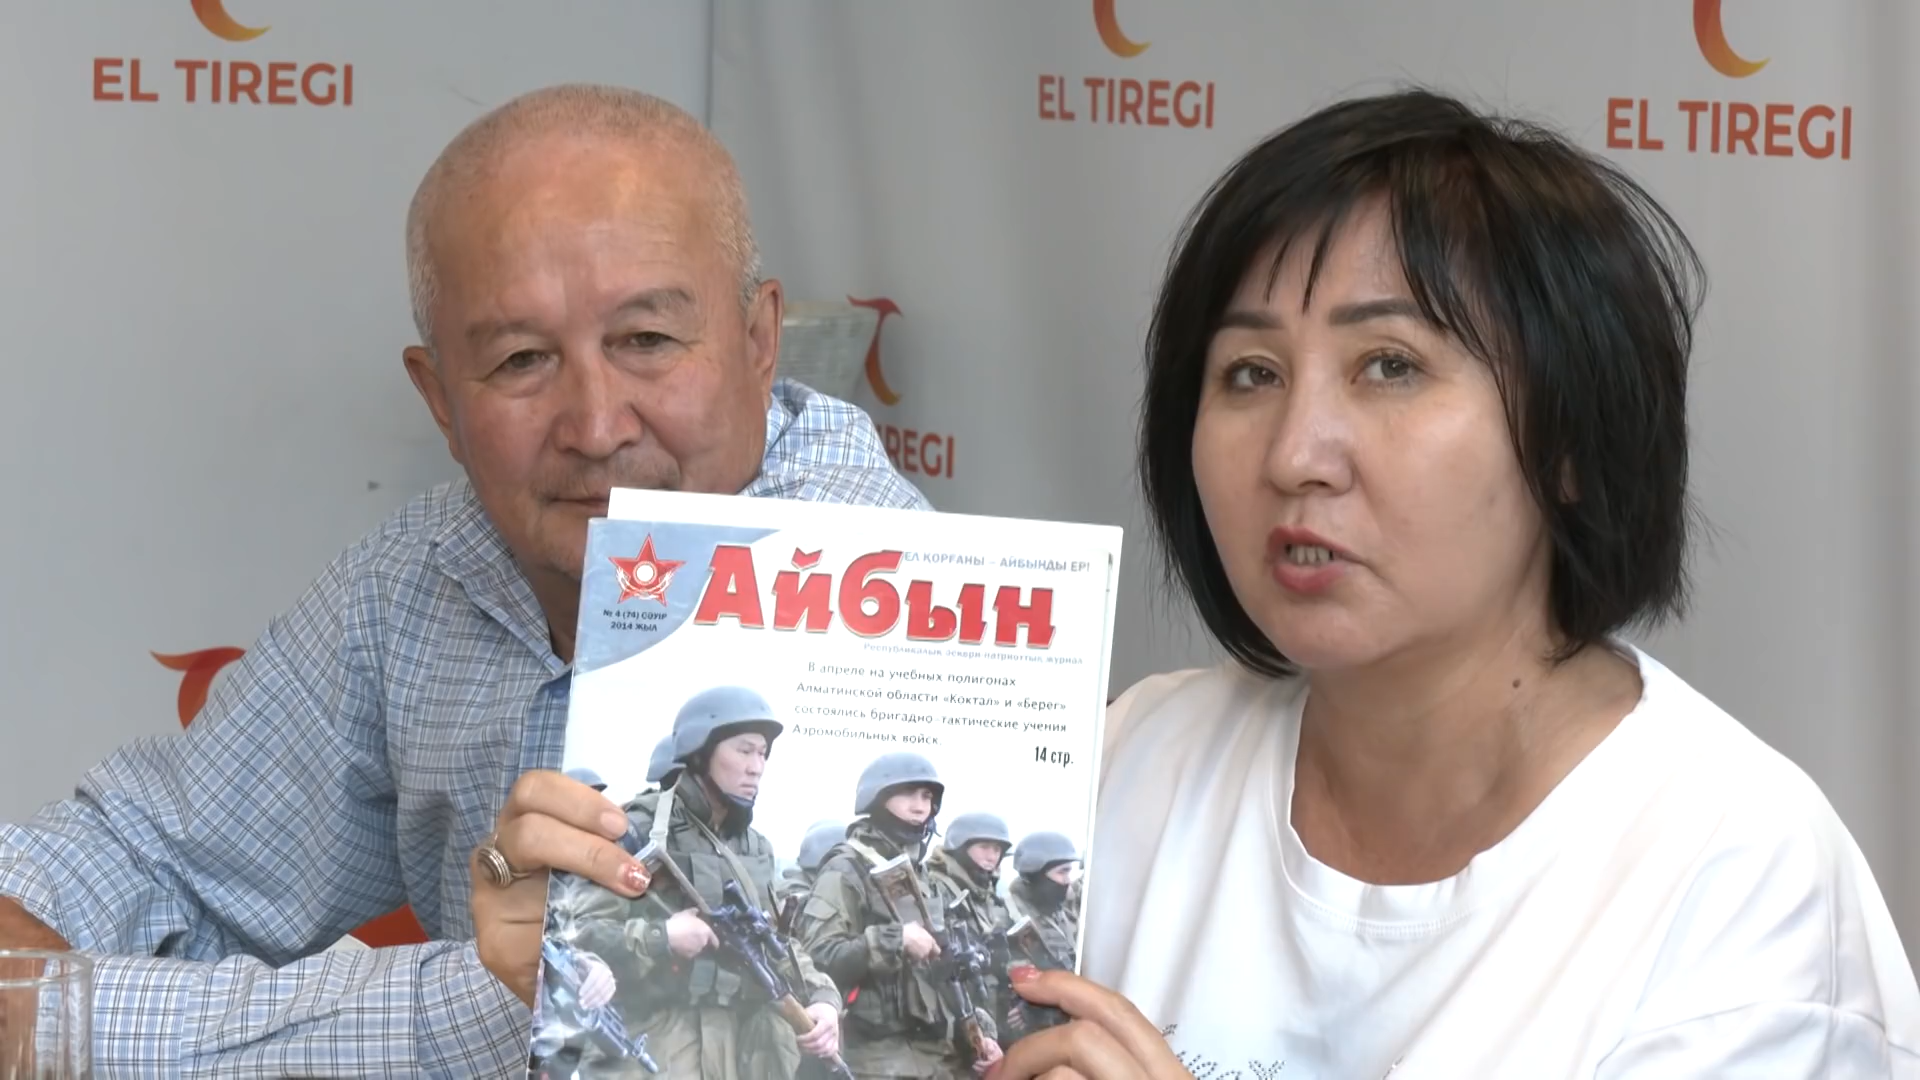 EL TIREGI
EL TIREGI
EL TIREGI
REGI
ЕЛ ҚОРҒАНЫ – АЙБЫНДЫ ЕР!
Айбын
№ 4 (74) СӘУІР
2014 ЖЫЛ
Республикалық әскери-патриоттық журнал
В апреле на учебных полигонах
Алматинской области «Коктал» и «Берег»
состоялись бригадно-тактические учения
Аэромобильных войск.
14 стр.